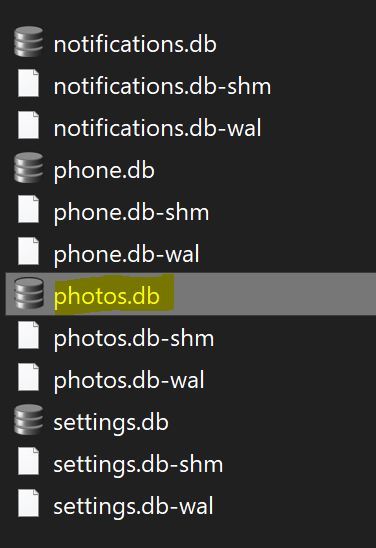 notifications.db
notifications.db-shm
notifications.db-wal
phone.db
phone.db-shm
phone.db-wal
photos.db
photos.db-shm
photos.db-wal
settings.db
settings.db-shm
settings.db-wal